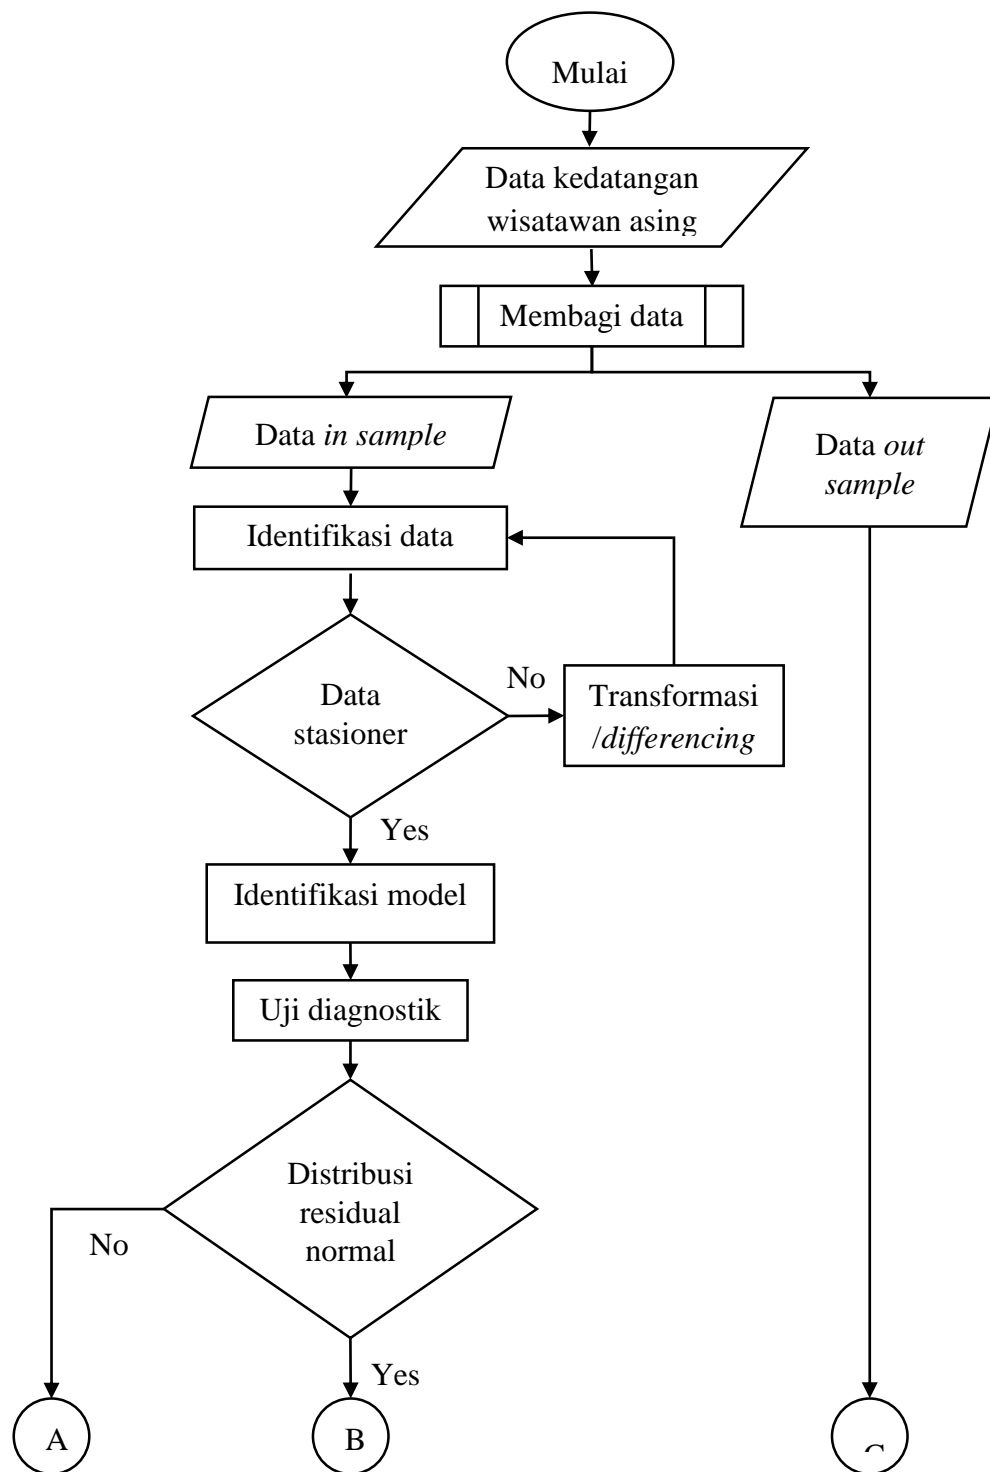 Mulai
Data kedatangan
wisatawan asing
Membagi data
Data in sample
Data out
sample
Identifikasi data
Data
stasioner
No
Transformasi
/differencing
Yes
Identifikasi model
Uji diagnostik
Distribusi
residual
normal
No
Yes
A
B
C